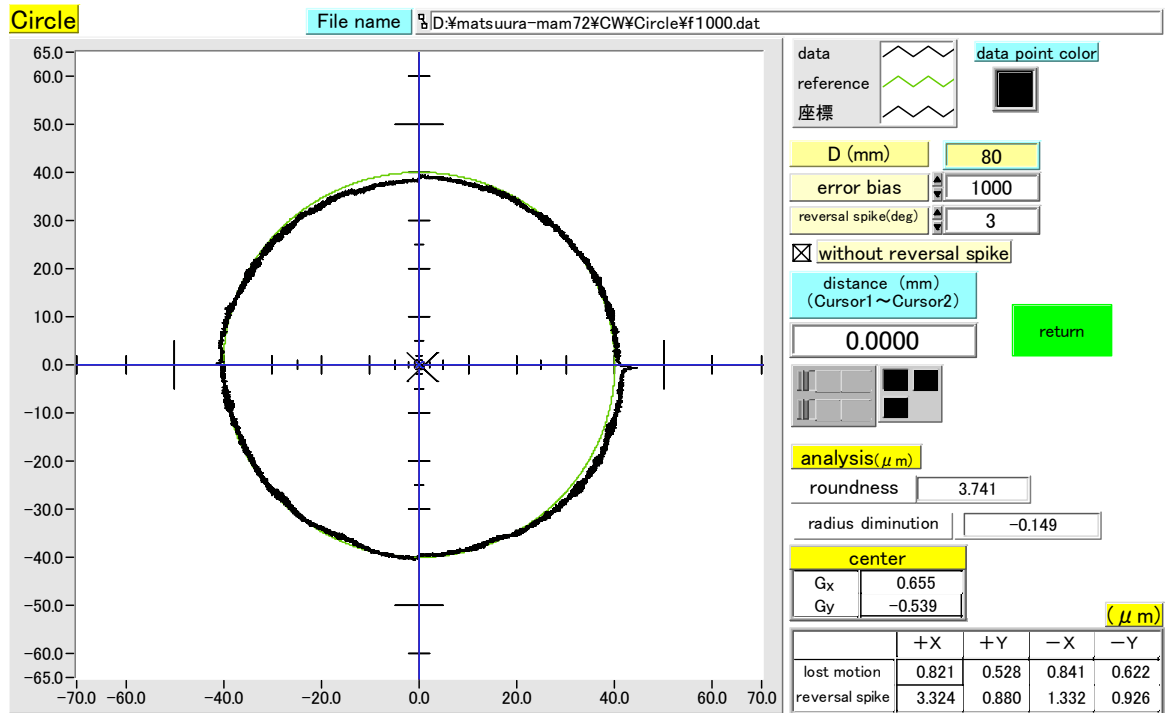 Circle
File name
D:¥matsuura-mam72¥CW¥Circle¥f1000.dat
65.0
60.0
50.0
40.0
30.0
20.0
10.0
0.0
-10.0
-20.0
-30.0
-40.0
-50.0
-60.0
-65.0
-70.0 -60.0 -40.0 -20.0 0.0 20.0 40.0 60.0 70.0
data
reference
座標
data point color
D (mm) 80
error bias 1000
reversal spike(deg) 3
without reversal spike
distance (mm)
(Cursor1～Cursor2)
0.0000
return
analysis(μm)
roundness 3.741
radius diminution -0.149
center
Gx 0.655
Gy -0.539
(μm)
+X +Y -X -Y
lost motion 0.821 0.528 0.841 0.622
reversal spike 3.324 0.880 1.332 0.926